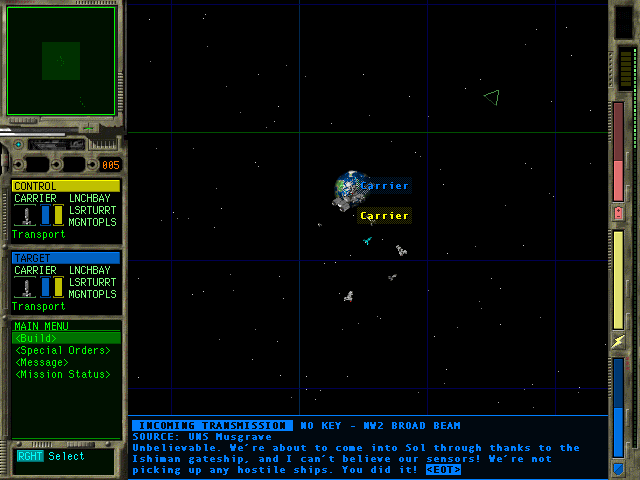 005
CONTROL
CARRIER LNCHBAY
LSRTURRT
MGNTOPLS
Transport
TARGET
CARRIER LNCHBAY
LSRTURRT
MGNTOPLS
Transport
MAIN MENU
<Build>
<Special Orders>
<Message>
<Mission Status>
RGHT Select
Carrier
Carrier
INCOMING TRANSMISSION NO KEY - NW2 BROAD BEAM
SOURCE: UNS Musgrave
Unbelievable. We're about to come into Sol through thanks to the
Ishiman gateship, and I can't believe our sensors! We're not
picking up any hostile ships. You did it! <EOT>